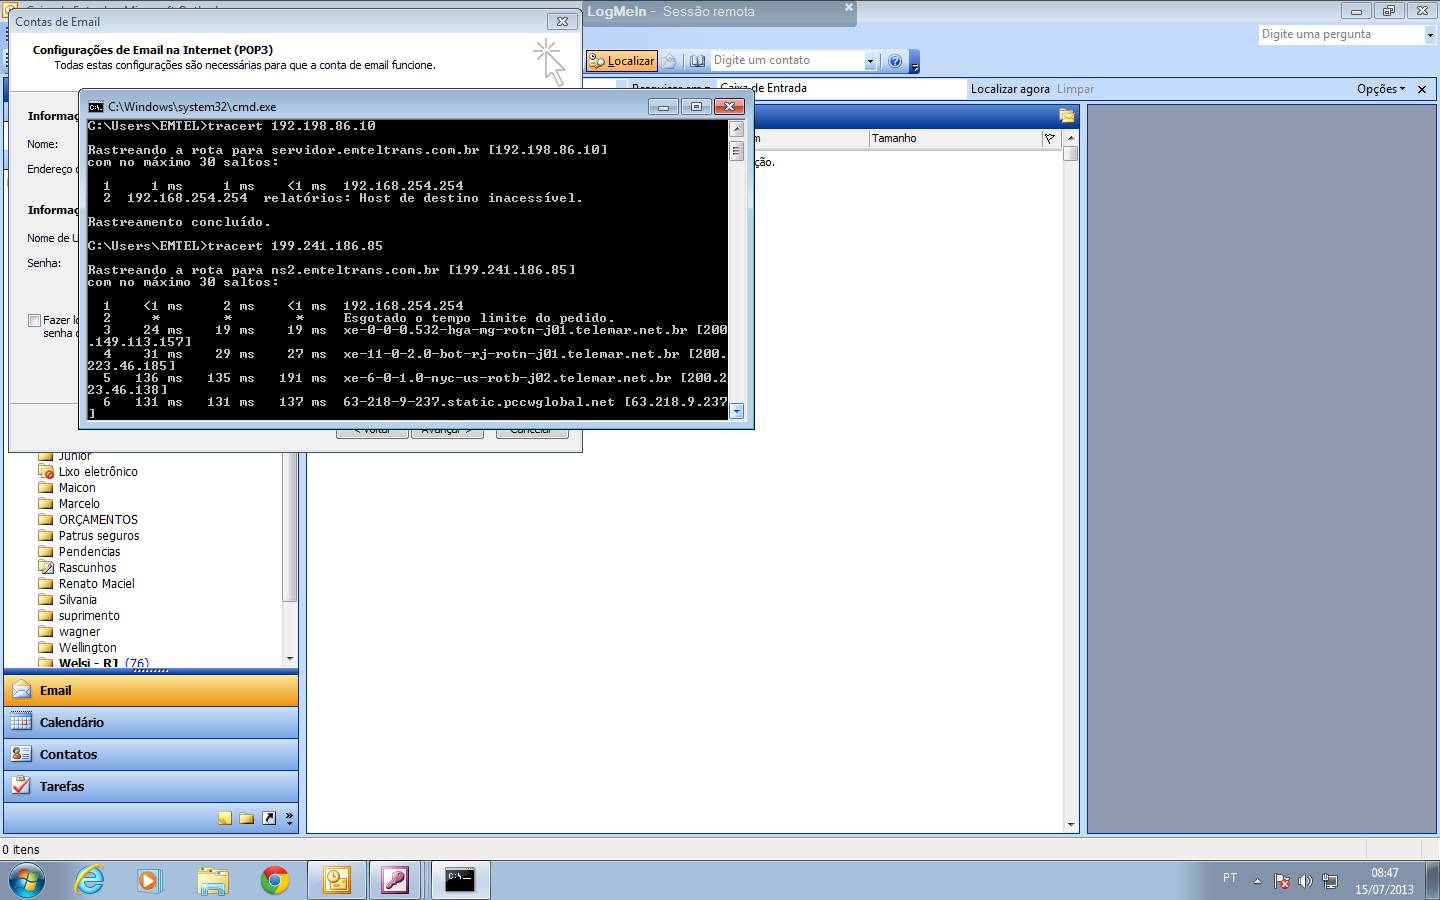 Contas de Email
LogMeIn - Sessão remota
Configurações de Email na Internet (POP3)
Todas estas configurações são necessárias para que a conta de email funcione.
Digite uma pergunta
Localizar
Digite um contato
Caixa de Entrada
Localizar agora
Limpar
Opções
Nome:
Endereço
Nome de
Senha:
Fazer
senha
Tamanho
C:\Windows\system32\cmd.exe
C:\Users\EMTEL>tracert 192.198.86.10
Rastreando a rota para servidor.emteltrans.com.br [192.198.86.10]
com no máximo 30 saltos:
1 1 ms 1 ms <1 ms 192.168.254.254
2 192.168.254.254 relatórios: Host de destino inacessível.
Rastreamento concluído.
C:\Users\EMTEL>tracert 199.241.186.85
Rastreando a rota para ns2.emteltrans.com.br [199.241.186.85]
com no máximo 30 saltos:
1 <1 ms 2 ms <1 ms 192.168.254.254
2 * * * Esgotado o tempo limite do pedido.
3 24 ms 19 ms 19 ms xe-0-0-0.532-hga-mg-rotn-j01.telemar.net.br [200
.149.113.157]
4 31 ms 29 ms 27 ms xe-11-0-2.0-bot-rj-rotn-j01.telemar.net.br [200.
223.46.185]
5 136 ms 135 ms 191 ms xe-6-0-1.0-nyc-us-rotb-j02.telemar.net.br [200.2
23.46.138]
6 131 ms 131 ms 137 ms 63-218-9-237.static.pccwglobal.net [63.218.9.237
]
Junior
Lixo eletrônico
Maicon
Marcelo
ORÇAMENTOS
Patrus seguros
Pendencias
Rascunhos
Renato Maciel
Silvania
suprimento
wagner
Wellington
Welsi - RJ (76)
Email
Calendário
Contatos
Tarefas
0 itens
PT
08:47
15/07/2013